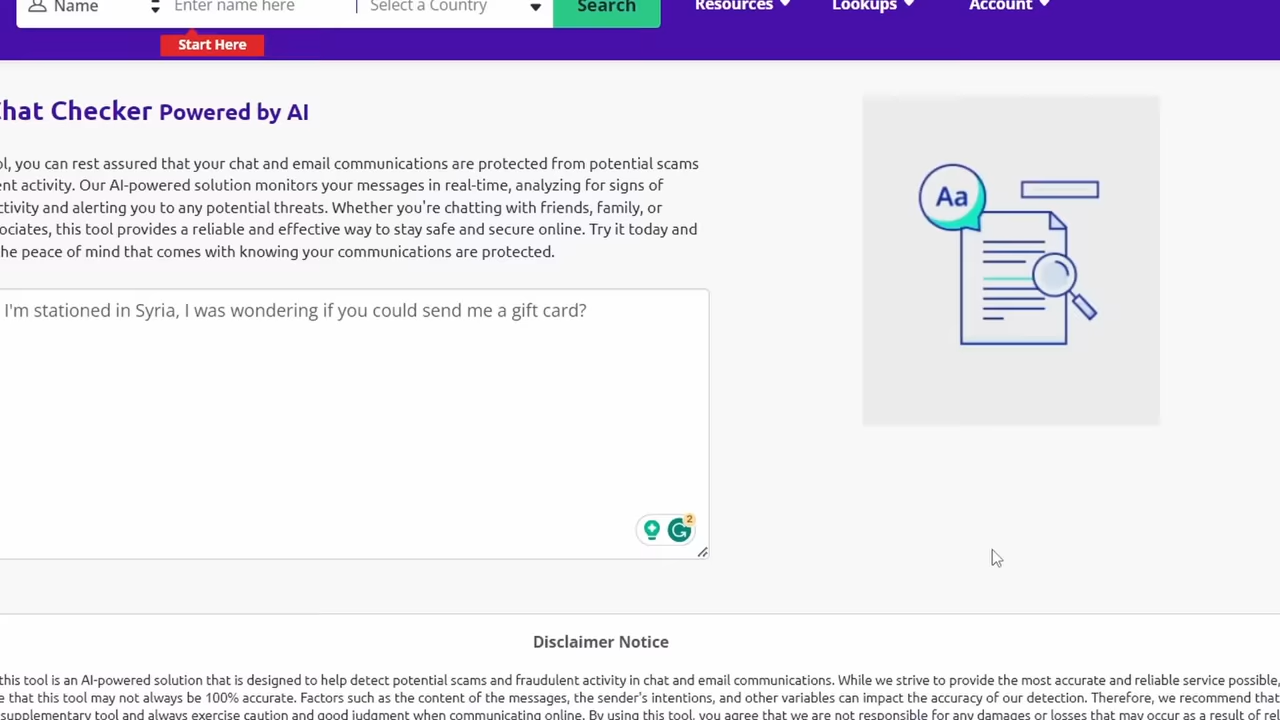 Name
Enter name here
Select a Country
Search
Resources
Lookups
Account
Start Here
Chat Checker Powered by AI
ol, you can rest assured that your chat and email communications are protected from potential scams
ent activity. Our AI-powered solution monitors your messages in real-time, analyzing for signs of
ctivity and alerting you to any potential threats. Whether you're chatting with friends, family, or
ociates, this tool provides a reliable and effective way to stay safe and secure online. Try it today and
he peace of mind that comes with knowing your communications are protected.
I'm stationed in Syria, I was wondering if you could send me a gift card?
Aa
2
Disclaimer Notice
this tool is an AI-powered solution that is designed to help detect potential scams and fraudulent activity in chat and email communications. While we strive to provide the most accurate and reliable service possible,
e that this tool may not always be 100% accurate. Factors such as the content of the messages, the sender's intentions, and other variables can impact the accuracy of our detection. Therefore, we recommend that
supplementary tool and always exercise caution and good judgment when communicating online. By using this tool, you agree that we are not responsible for any damages or losses that may occur as a result of